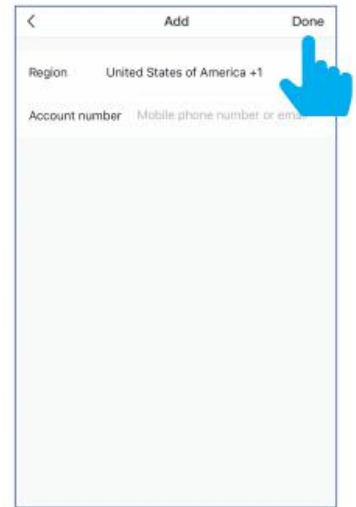 Add Done
Region United States of America +1
Account number Mobile phone number or email